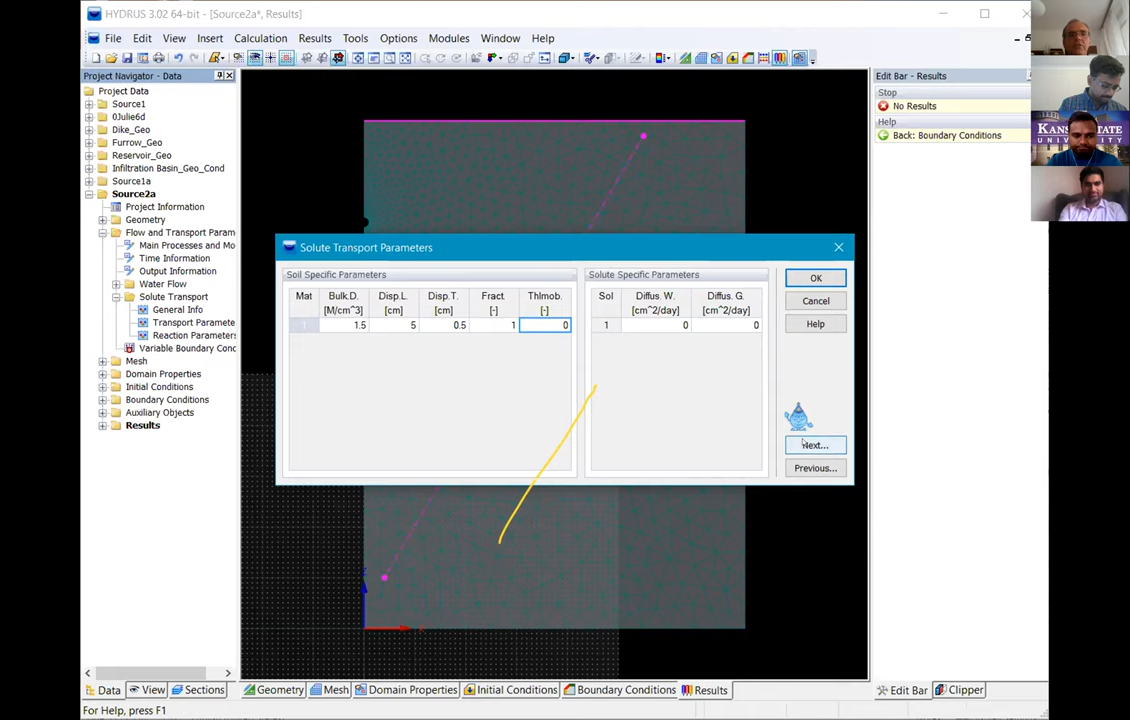 HYDRUS 3.02 64-bit - [Source2a*, Results]
File Edit View Insert Calculation Results Tools Options Modules Window Help
Project Navigator - Data
Project Data
Source1
0Julie6d
Dike_Geo
Furrow_Geo
Reservoir_Geo
Infiltration Basin_Geo_Cond
Source1a
Source2a
Project Information
Geometry
Flow and Transport Param
Main Processes and Mo
Time Information
Output Information
Water Flow
Solute Transport
General Info
Transport Paramete
Reaction Parameters
Variable Boundary Conc
Mesh
Domain Properties
Initial Conditions
Boundary Conditions
Auxiliary Objects
Results
Solute Transport Parameters
Soil Specific Parameters
Mat Bulk.D. Disp.L. Disp.T. Fract. ThImob.
[M/cm^3] [cm] [cm] [-] [-]
1 1.5 5 0.5 1 0
Solute Specific Parameters
Sol Diffus. W. Diffus. G.
[cm^2/day] [cm^2/day]
1 0 0
OK
Cancel
Help
Next...
Previous...
Edit Bar - Results
Stop
No Results
Help
Back: Boundary Conditions
KANS STATE
UNIVERSITY
x
Data View Sections
Geometry Mesh Domain Properties Initial Conditions Boundary Conditions Results
Edit Bar Clipper
For Help, press F1